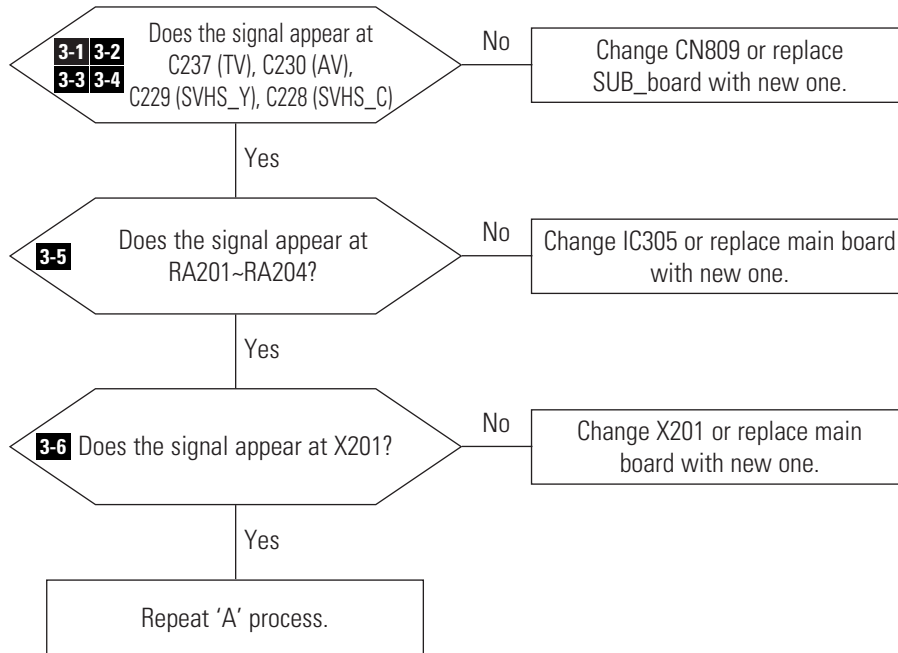 3-1 3-2
3-3 3-4
Does the signal appear at
C237 (TV), C230 (AV),
C229 (SVHS_Y), C228 (SVHS_C)
No
Change CN809 or replace
SUB_board with new one.
Yes
3-5
Does the signal appear at
RA201~RA204?
No
Change IC305 or replace main board
with new one.
Yes
3-6 Does the signal appear at X201?
No
Change X201 or replace main
board with new one.
Yes
Repeat ‘A’ process.